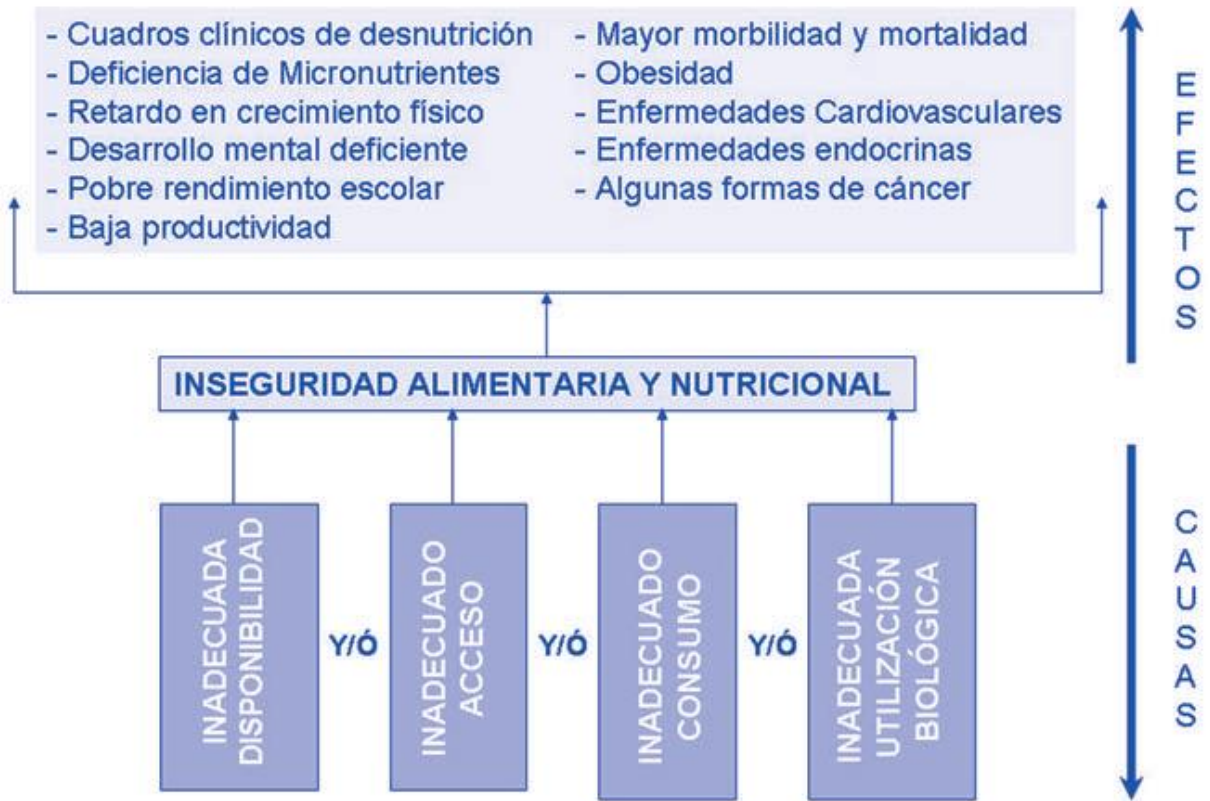 - Cuadros clínicos de desnutrición
- Deficiencia de Micronutrientes
- Retardo en crecimiento físico
- Desarrollo mental deficiente
- Pobre rendimiento escolar
- Baja productividad
- Mayor morbilidad y mortalidad
- Obesidad
- Enfermedades Cardiovasculares
- Enfermedades endocrinas
- Algunas formas de cáncer
EFECTOS
INSEGURIDAD ALIMENTARIA Y NUTRICIONAL
INADECUADA
DISPONIBILIDAD
Y/Ó
INADECUADO
ACCESO
Y/Ó
INADECUADO
CONSUMO
Y/Ó
INADECUADA
UTILIZACIÓN
BIOLÓGICA
CAUSAS